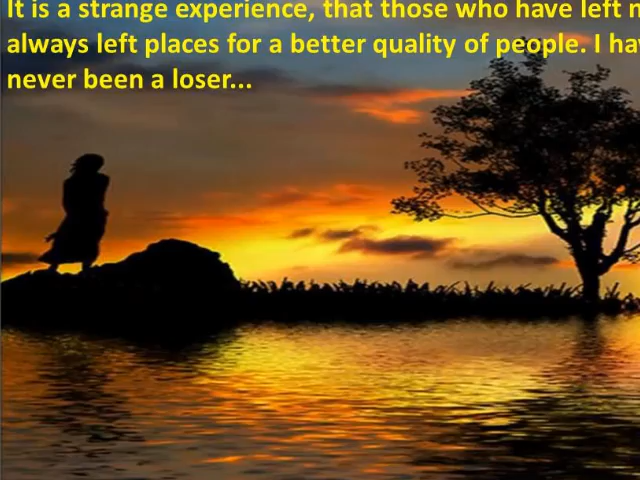 It is a strange experience, that those who have left
always left places for a better quality of people. I
never been a loser...